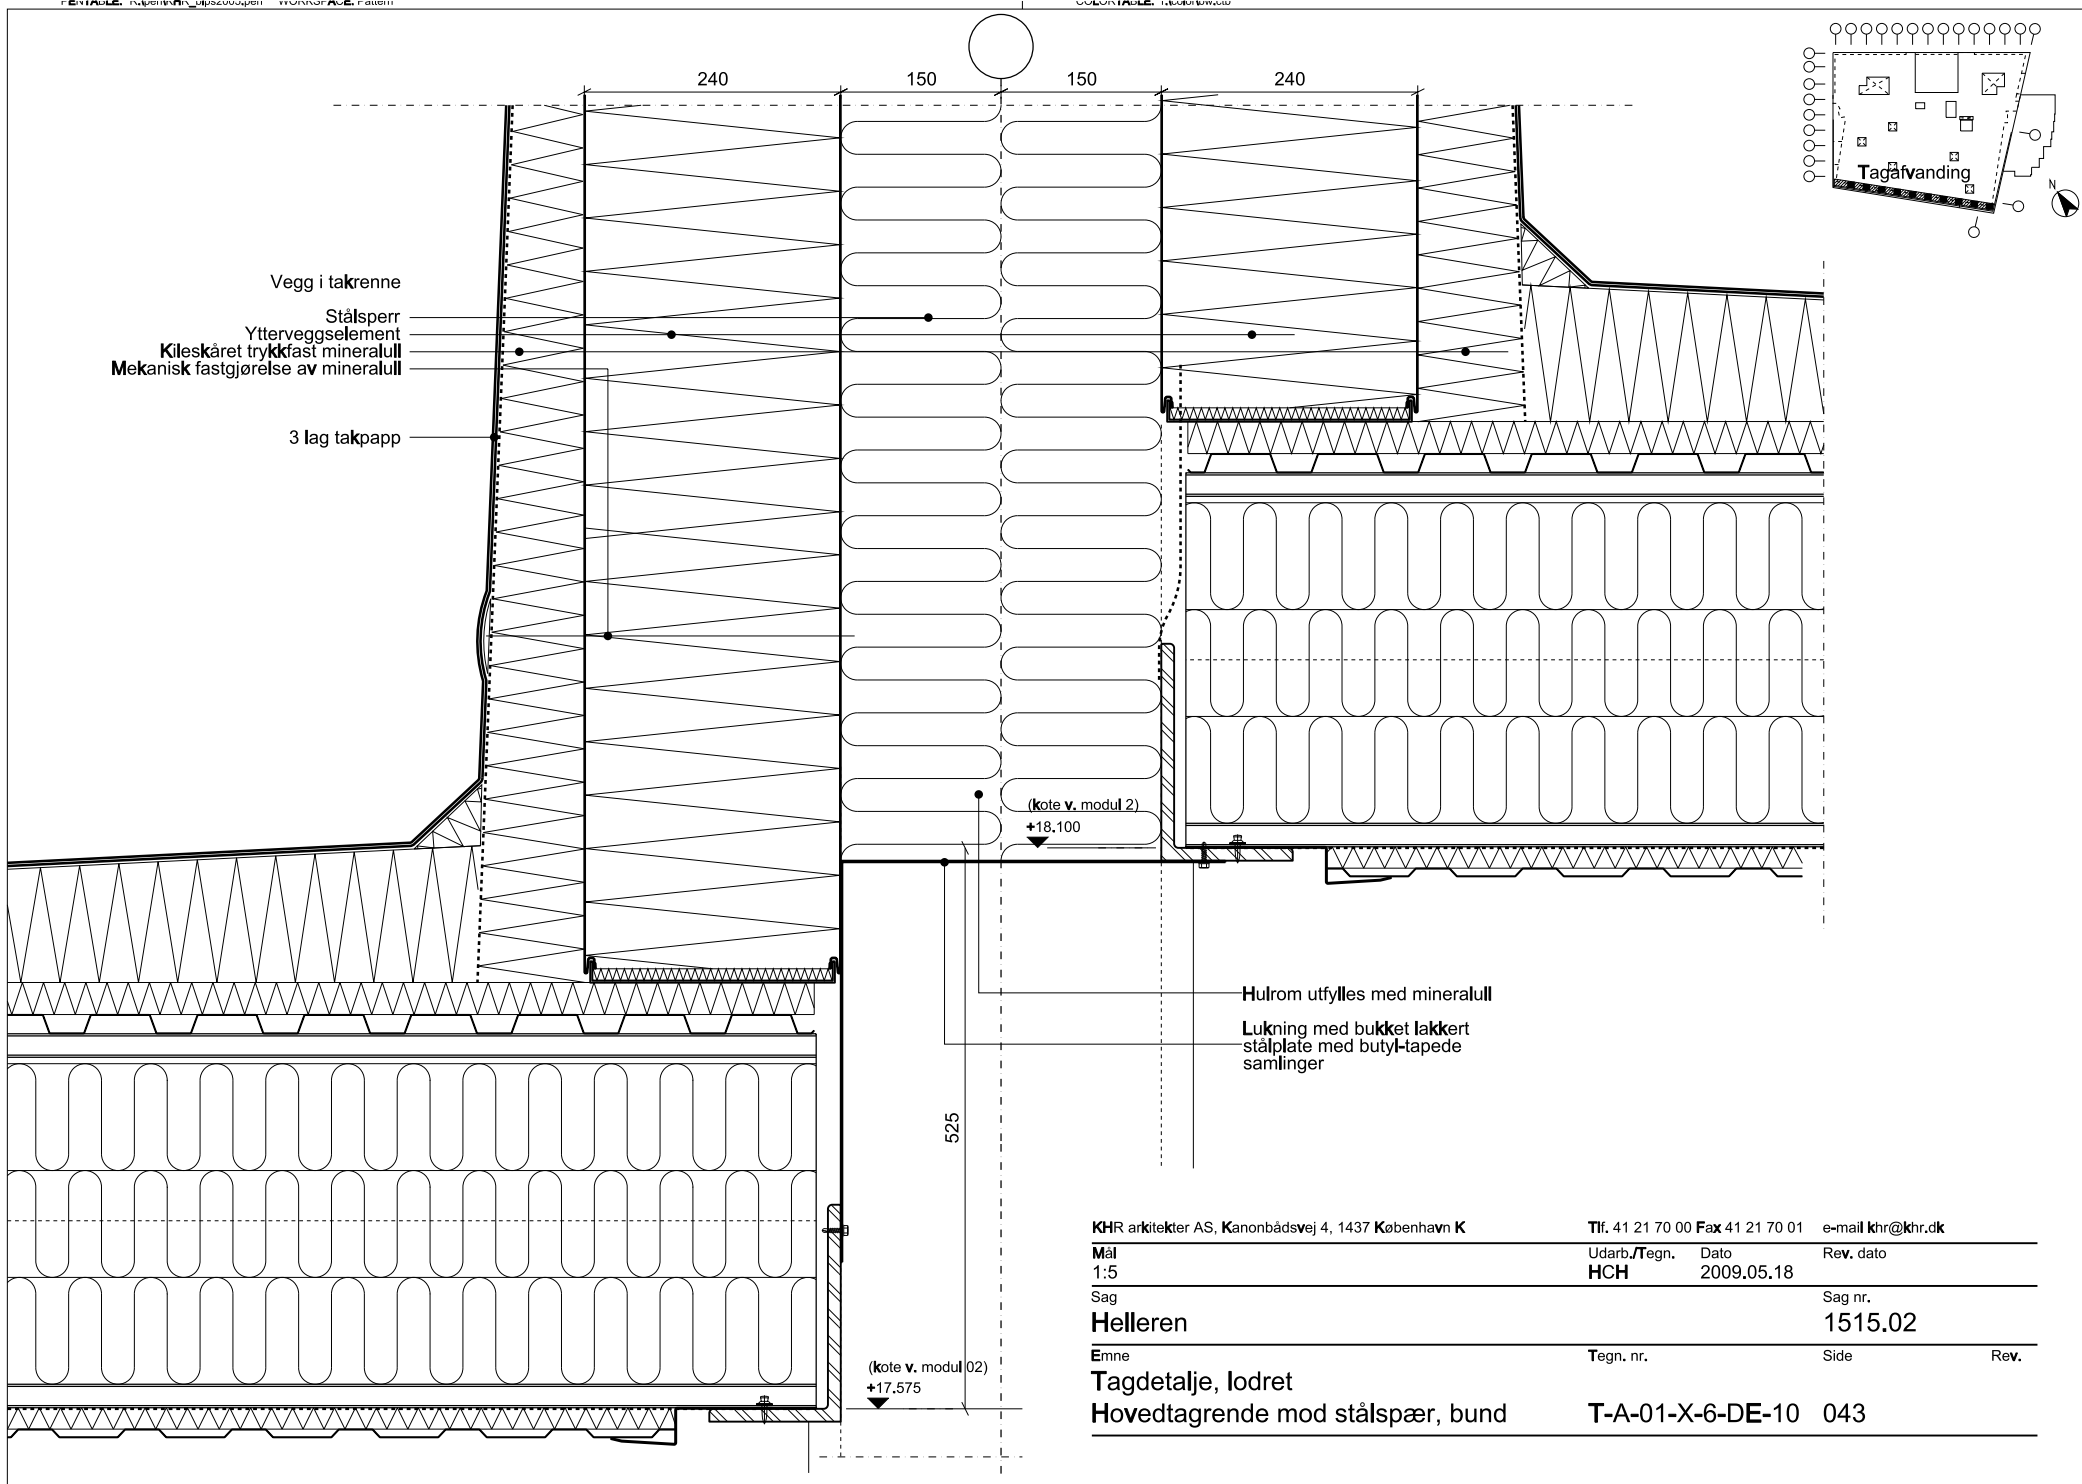 WORKSPACE: Pattern
240
150
150
240
Tagafvanding
N
Vegg i takrenne
Stålsperr
Ytterveggselement
Kileskåret trykkfast mineralull
Mekanisk fastgjørelse av mineralull
3 lag takpapp
(kote v. modul 2)
+18.100
Hulrom utfylles med mineralull
Lukning med bukket lakkert
stålplate med butyl-tapede
samlinger
525
(kote v. modul 02)
+17.575
KHR arkitekter AS, Kanonbådsvej 4, 1437 København K Tlf. 41 21 70 00 Fax 41 21 70 01 e-mail khr@khr.dk
Mål Udarb./Tegn. Dato Rev. dato
1:5 HCH 2009.05.18
Sag Sag nr.
Helleren 1515.02
Emne Tegn. nr. Side Rev.
Tagdetalje, lodret
Hovedtagrende mod stålspær, bund T-A-01-X-6-DE-10 043